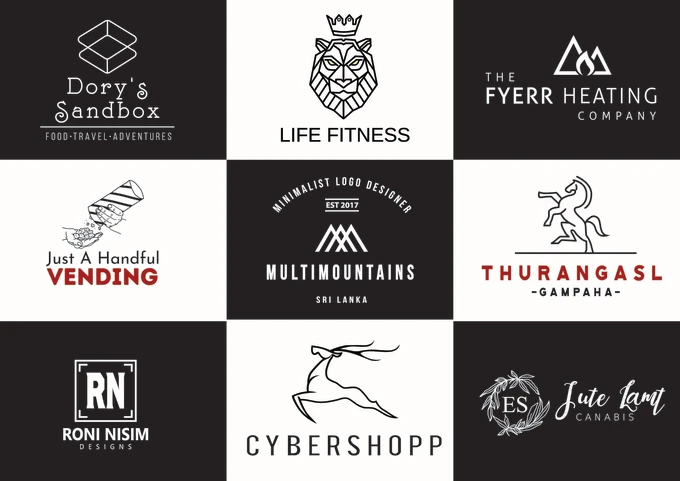 Dory's
Sandbox
FOOD·TRAVEL·ADVENTURES
LIFE FITNESS
THE
FYERR HEATING
COMPANY
Just A Handful
VENDING
MINIMALIST LOGO DESIGNER
EST 2017
MULTIMOUNTAINS
SRI LANKA
THURANGASL
-GAMPAHA-
RN
RONI NISIM
DESIGNS
CYBERSHOPP
ES
Jute Lamt
CANABIS